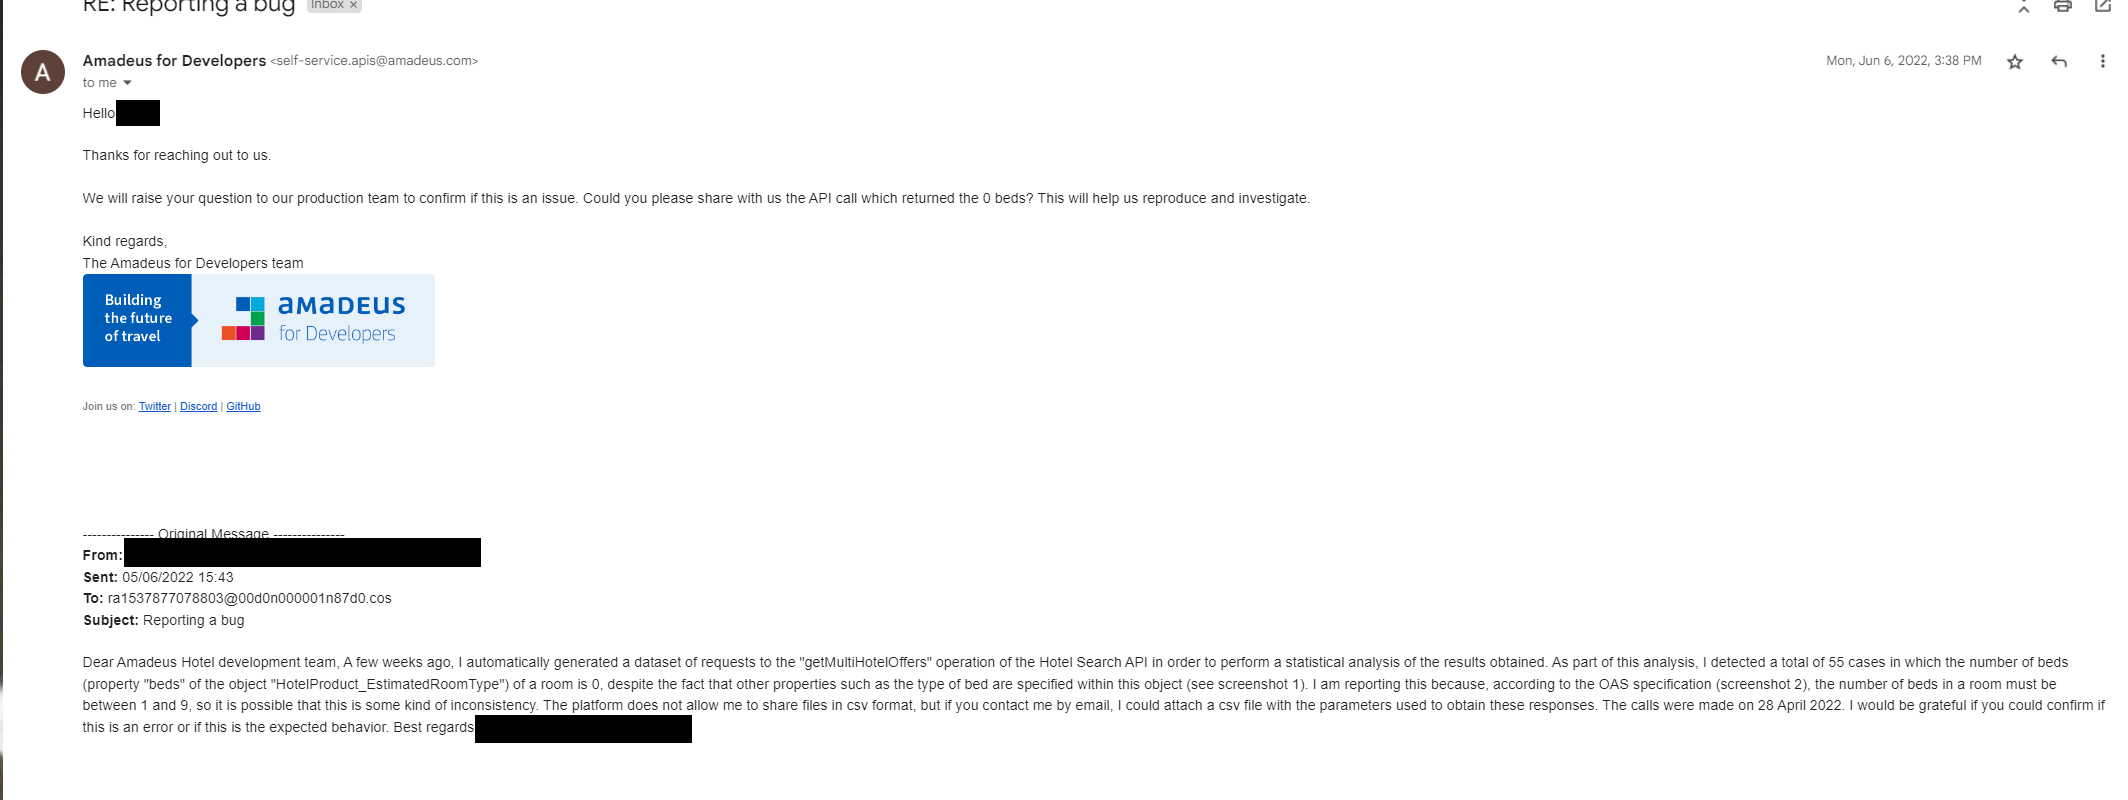 RE: Reporting a bug Inbox ×
A Amadeus for Developers <self-service.apis@amadeus.com> Mon, Jun 6, 2022, 3:38 PM
to me
Hello
Thanks for reaching out to us.
We will raise your question to our production team to confirm if this is an issue. Could you please share with us the API call which returned the 0 beds? This will help us reproduce and investigate.
Kind regards,
The Amadeus for Developers team
Building
the future
of travel
amadeus
for Developers
Join us on: Twitter | Discord | GitHub
--------------- Original Message ---------------
From:
Sent: 05/06/2022 15:43
To: ra1537877078803@00d0n000001n87d0.cos
Subject: Reporting a bug
Dear Amadeus Hotel development team, A few weeks ago, I automatically generated a dataset of requests to the "getMultiHotelOffers" operation of the Hotel Search API in order to perform a statistical analysis of the results obtained. As part of this analysis, I detected a total of 55 cases in which the number of beds
(property "beds" of the object "HotelProduct_EstimatedRoomType") of a room is 0, despite the fact that other properties such as the type of bed are specified within this object (see screenshot 1). I am reporting this because, according to the OAS specification (screenshot 2), the number of beds in a room must be
between 1 and 9, so it is possible that this is some kind of inconsistency. The platform does not allow me to share files in csv format, but if you contact me by email, I could attach a csv file with the parameters used to obtain these responses. The calls were made on 28 April 2022. I would be grateful if you could confirm if
this is an error or if this is the expected behavior. Best regards